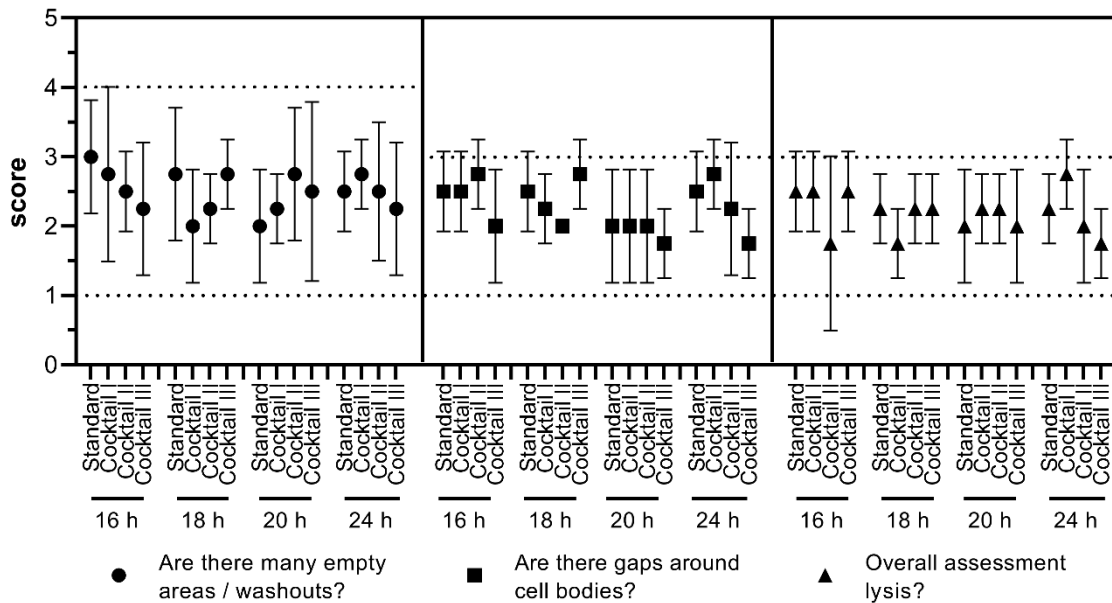 5
4
3
2
1
0
score
Standard
Cocktail I
Cocktail II
Cocktail III
Standard
Cocktail I
Cocktail II
Cocktail III
Standard
Cocktail I
Cocktail II
Cocktail III
Standard
Cocktail I
Cocktail II
Cocktail III
Standard
Cocktail I
Cocktail II
Cocktail III
Standard
Cocktail I
Cocktail II
Cocktail III
Standard
Cocktail I
Cocktail II
Cocktail III
Standard
Cocktail I
Cocktail II
Cocktail III
Standard
Cocktail I
Cocktail II
Cocktail III
Standard
Cocktail I
Cocktail II
Cocktail III
Standard
Cocktail I
Cocktail II
Cocktail III
Standard
Cocktail I
Cocktail II
Cocktail III
16 h 18 h 20 h 24 h 16 h 18 h 20 h 24 h 16 h 18 h 20 h 24 h
Are there many empty
areas / washouts?
Are there gaps around
cell bodies?
Overall assessment
lysis?